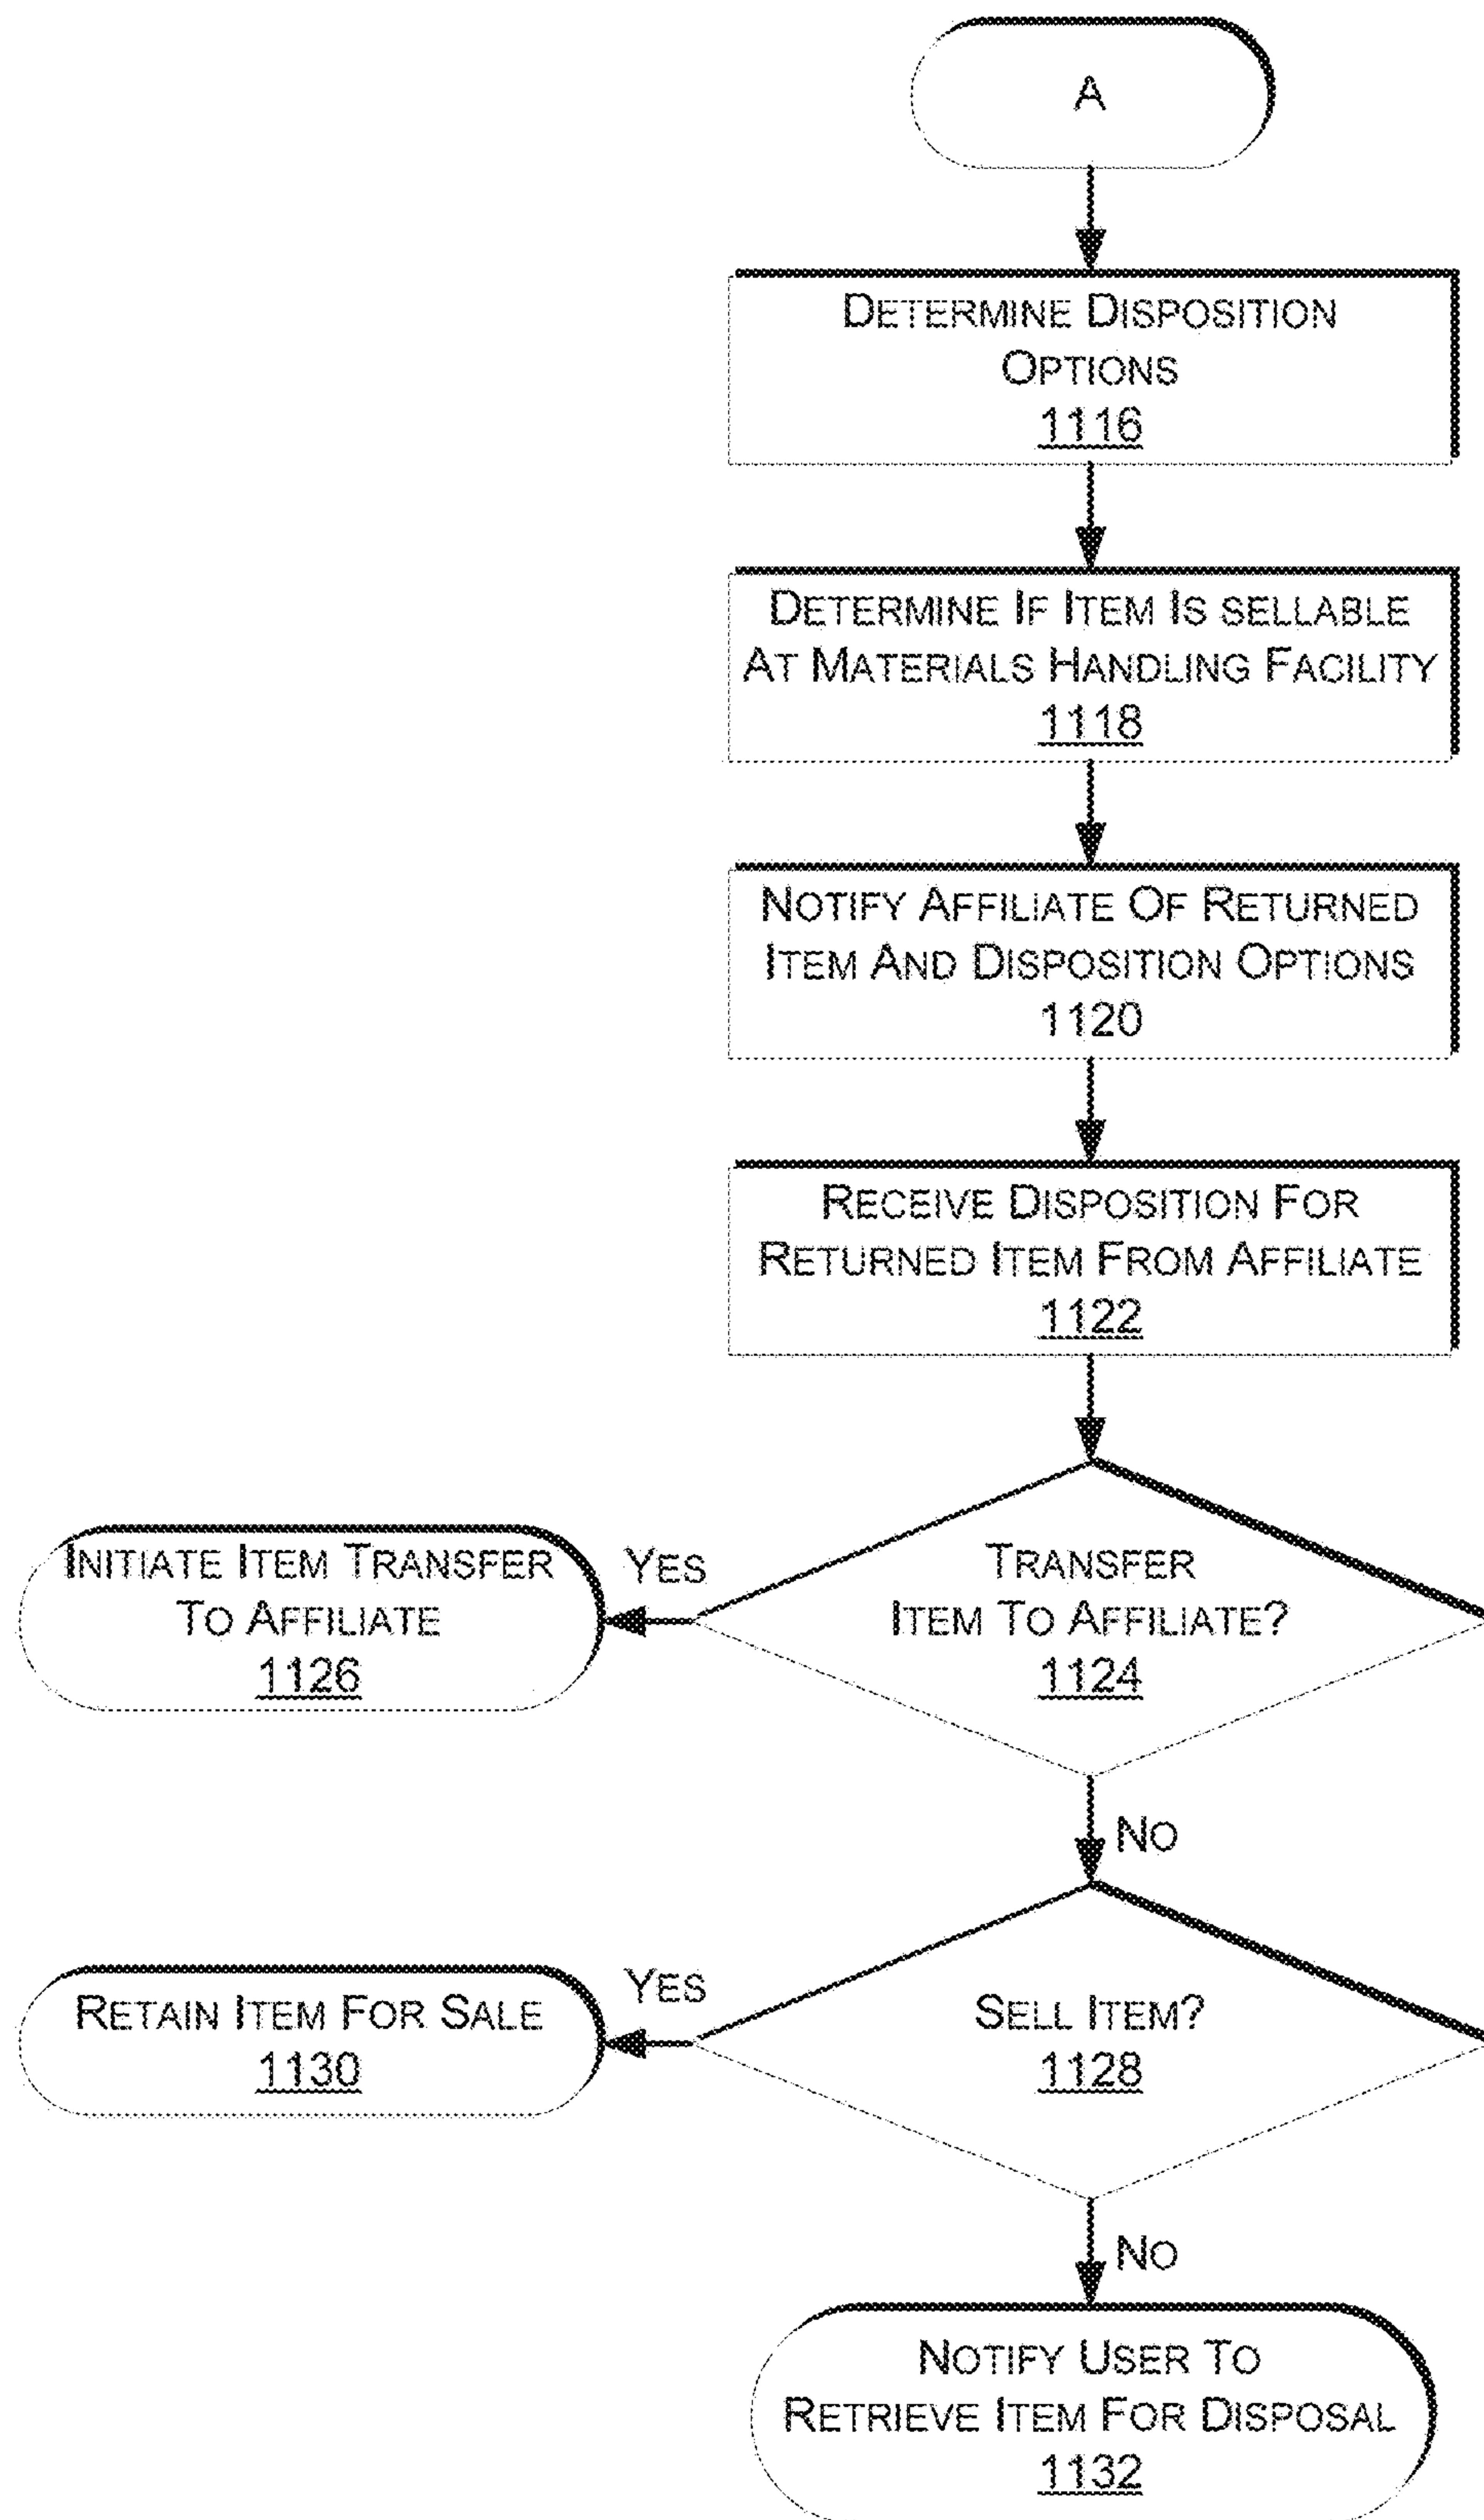 A
DETERMINE DISPOSITION
OPTIONS
1116
DETERMINE IF ITEM IS SELLABLE
AT MATERIALS HANDLING FACILITY
1118
NOTIFY AFFILIATE OF RETURNED
ITEM AND DISPOSITION OPTIONS
1120
RECEIVE DISPOSITION FOR
RETURNED ITEM FROM AFFILIATE
1122
TRANSFER
ITEM TO AFFILIATE?
1124
YES
INITIATE ITEM TRANSFER
TO AFFILIATE
1126
NO
SELL ITEM?
1128
YES
RETAIN ITEM FOR SALE
1130
NO
NOTIFY USER TO
RETRIEVE ITEM FOR DISPOSAL
1132